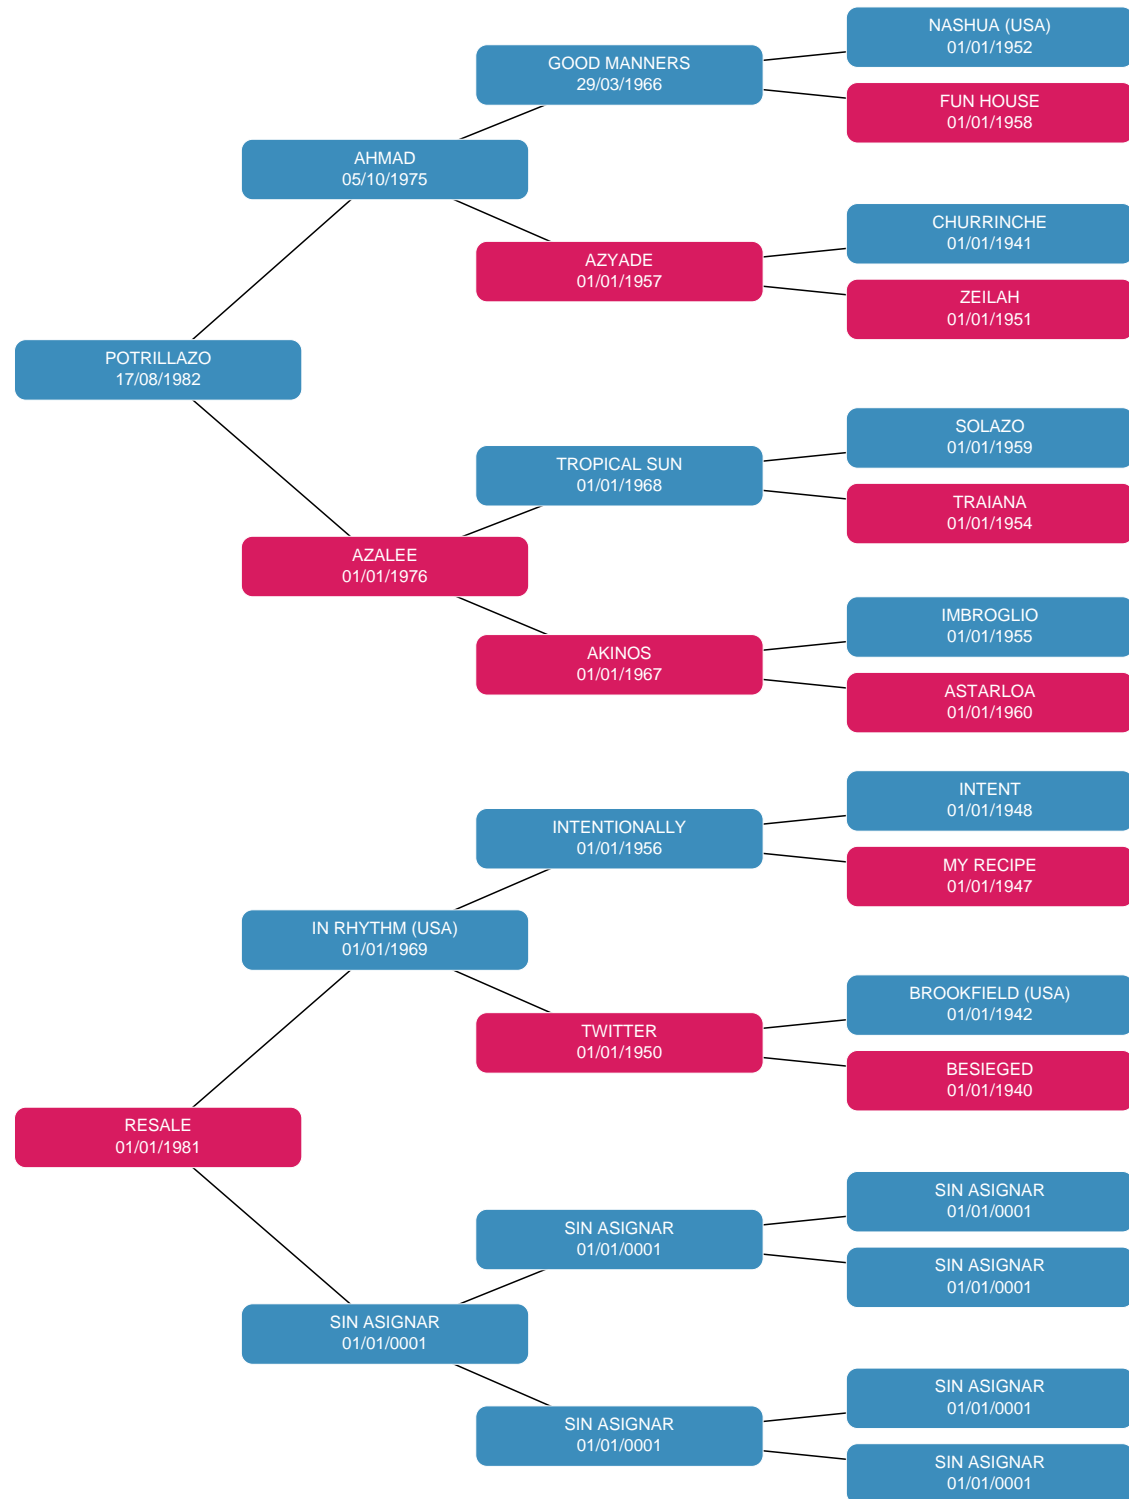 NASHUA (USA)
01/01/1952
GOOD MANNERS
29/03/1966
FUN HOUSE
01/01/1958
AHMAD
05/10/1975
CHURRINCHE
01/01/1941
AZYADE
01/01/1957
ZEILAH
01/01/1951
POTRILLAZO
17/08/1982
SOLAZO
01/01/1959
TROPICAL SUN
01/01/1968
TRAIANA
01/01/1954
AZALEE
01/01/1976
IMBROGLIO
01/01/1955
AKINOS
01/01/1967
ASTARLOA
01/01/1960
INTENT
01/01/1948
INTENTIONALLY
01/01/1956
MY RECIPE
01/01/1947
IN RHYTHM (USA)
01/01/1969
BROOKFIELD (USA)
01/01/1942
TWITTER
01/01/1950
BESIEGED
01/01/1940
RESALE
01/01/1981
SIN ASIGNAR
01/01/0001
SIN ASIGNAR
01/01/0001
SIN ASIGNAR
01/01/0001
SIN ASIGNAR
01/01/0001
SIN ASIGNAR
01/01/0001
SIN ASIGNAR
01/01/0001
SIN ASIGNAR
01/01/0001